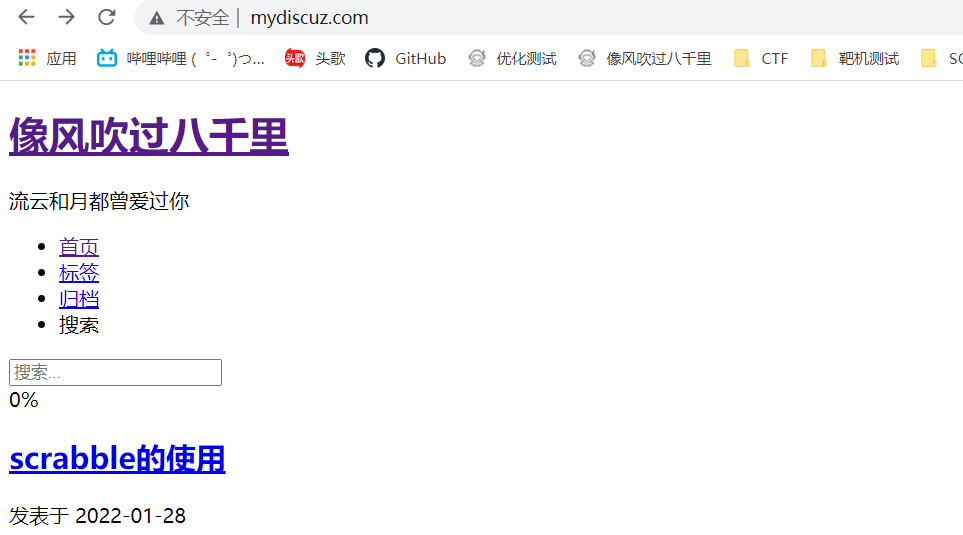 不安全 | mydiscuz.com
应用 哔哩哔哩 (゜-゜)つ... 头歌 头歌 GitHub 优化测试 像风吹过八千里 CTF 靶机测试 SC
像风吹过八千里
流云和月都曾爱过你
首页
标签
归档
搜索
搜索...
0%
scrabble的使用
发表于 2022-01-28